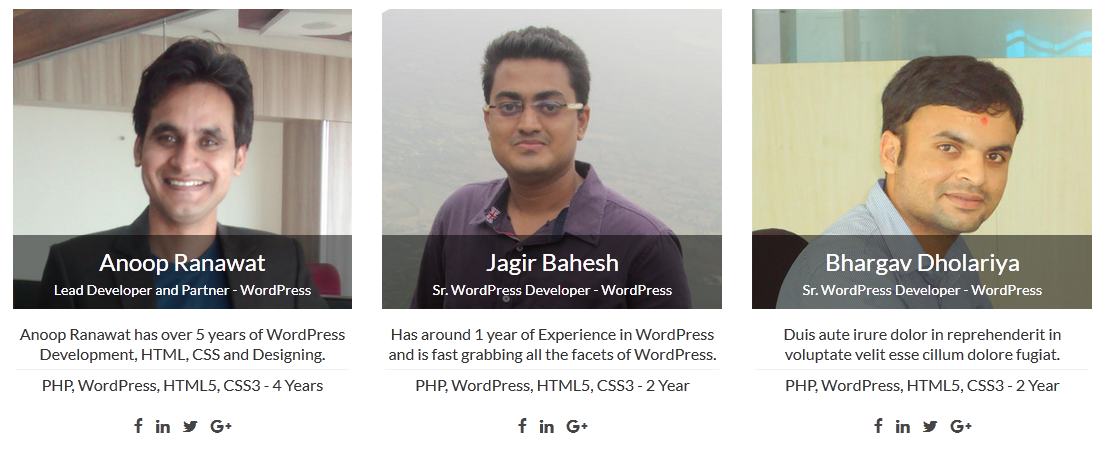 Anoop Ranawat
Lead Developer and Partner - WordPress
Anoop Ranawat has over 5 years of WordPress
Development, HTML, CSS and Designing.
PHP, WordPress, HTML5, CSS3 - 4 Years
Jagir Bahesh
Sr. WordPress Developer - WordPress
Has around 1 year of Experience in WordPress
and is fast grabbing all the facets of WordPress.
PHP, WordPress, HTML5, CSS3 - 2 Year
Bhargav Dholariya
Sr. WordPress Developer - WordPress
Duis aute irure dolor in reprehenderit in
voluptate velit esse cillum dolore fugiat.
PHP, WordPress, HTML5, CSS3 - 2 Year